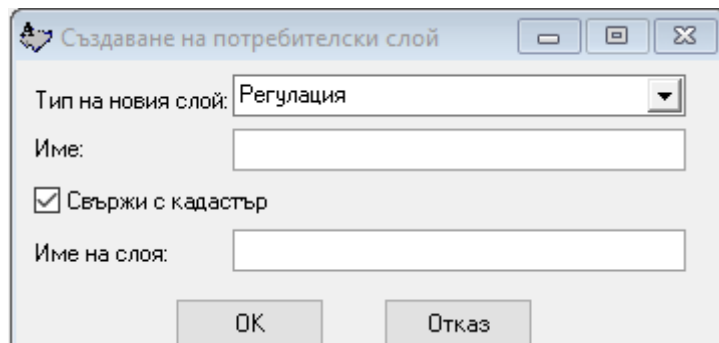 Създаване на потребителски слой
Тип на новия слой: Регулация
Име:
Свържи с кадастър
Име на слоя:
OK Отказ